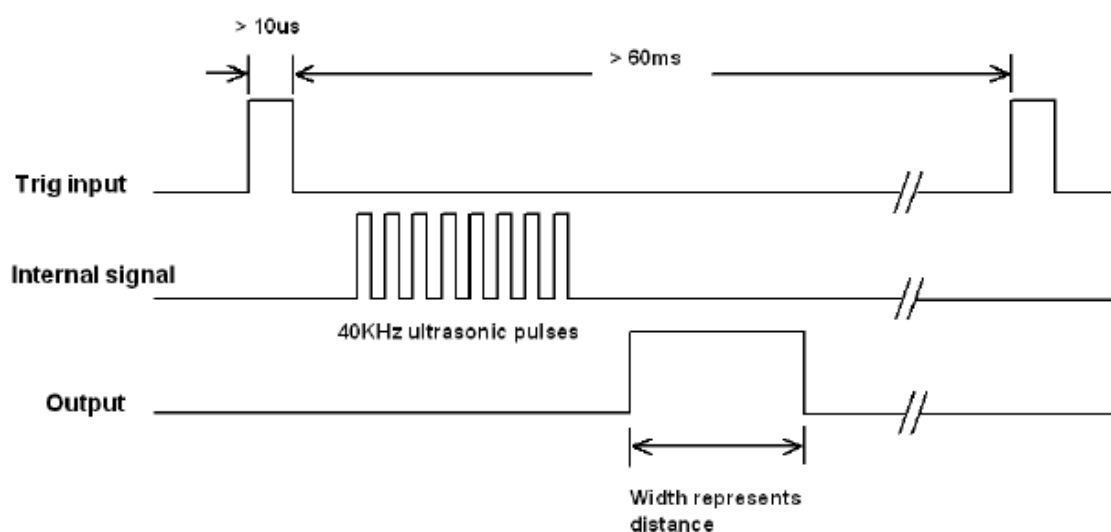 > 10us
> 60ms
Trig input
Internal signal
40KHz ultrasonic pulses
Output
Width represents
distance